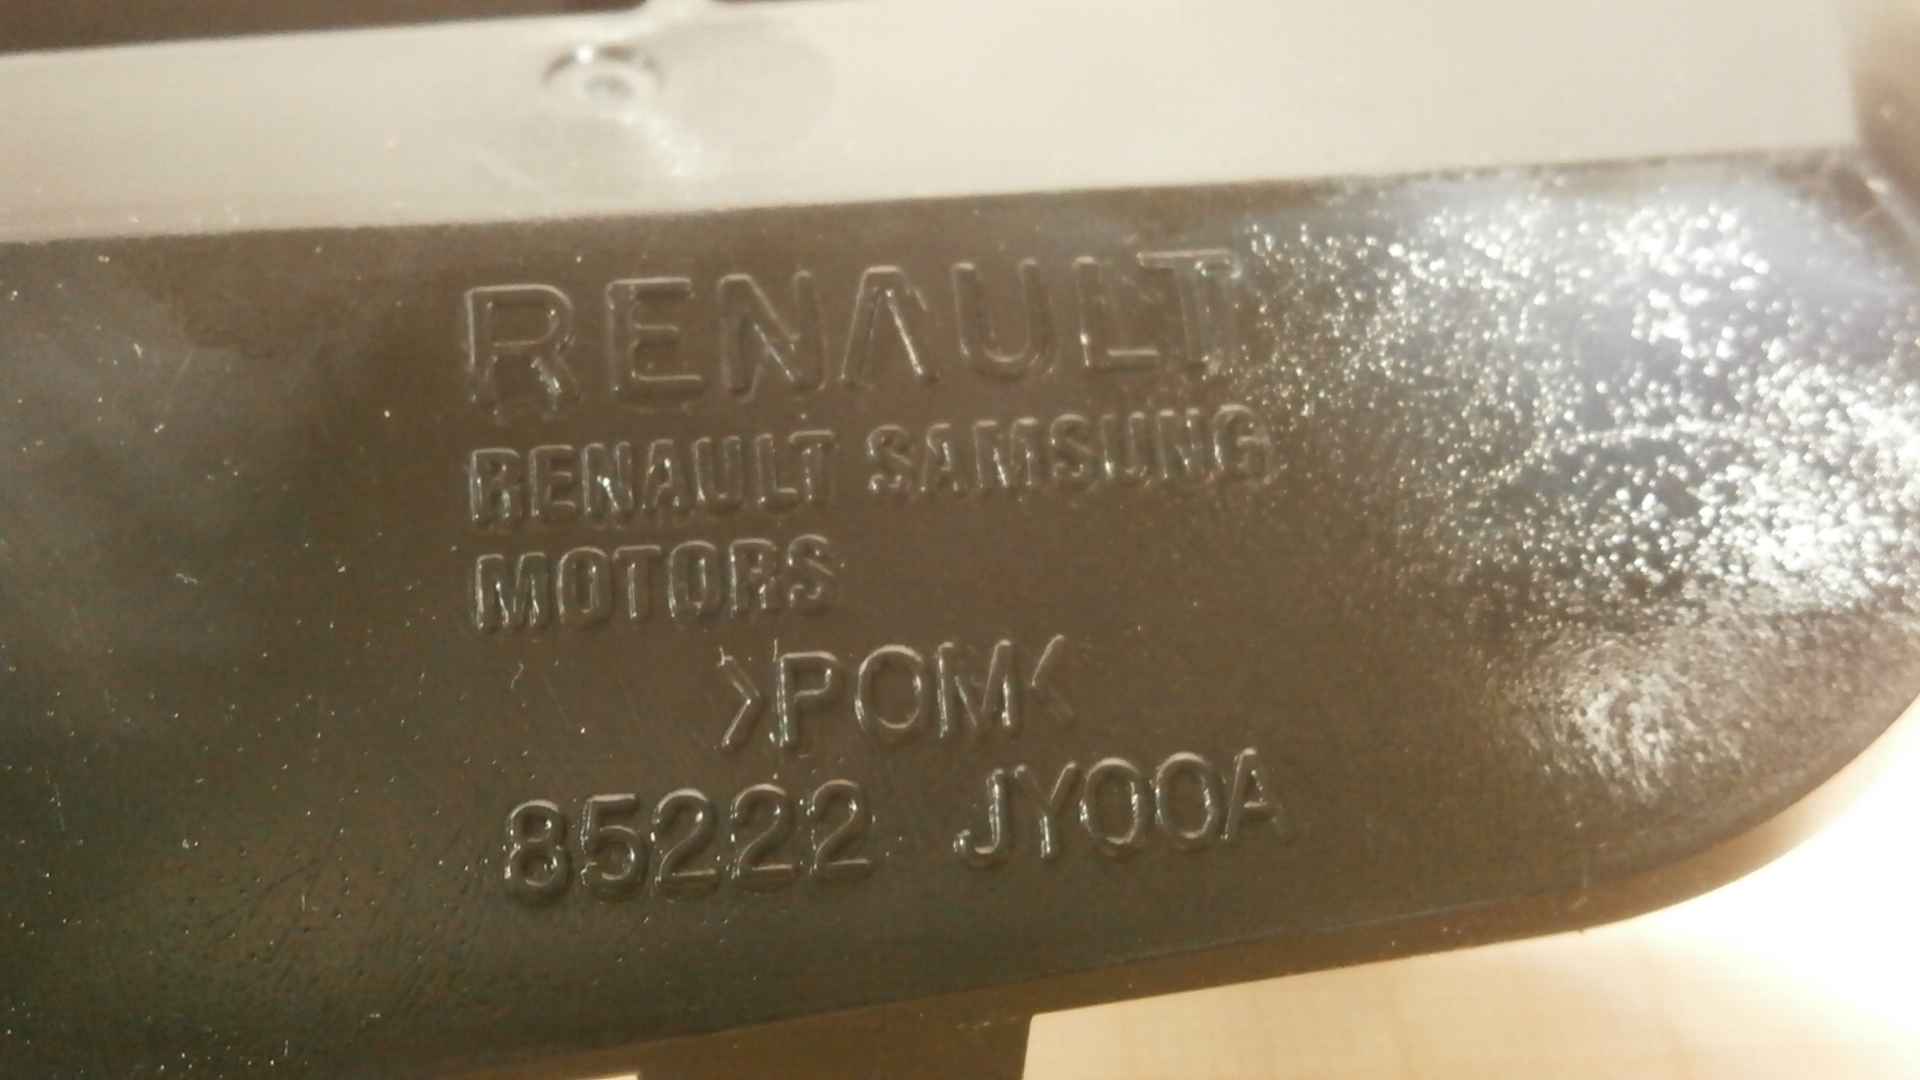 RENAULT
RENAULT SAMSUNG
MOTORS
>POM<
85222 JY00A